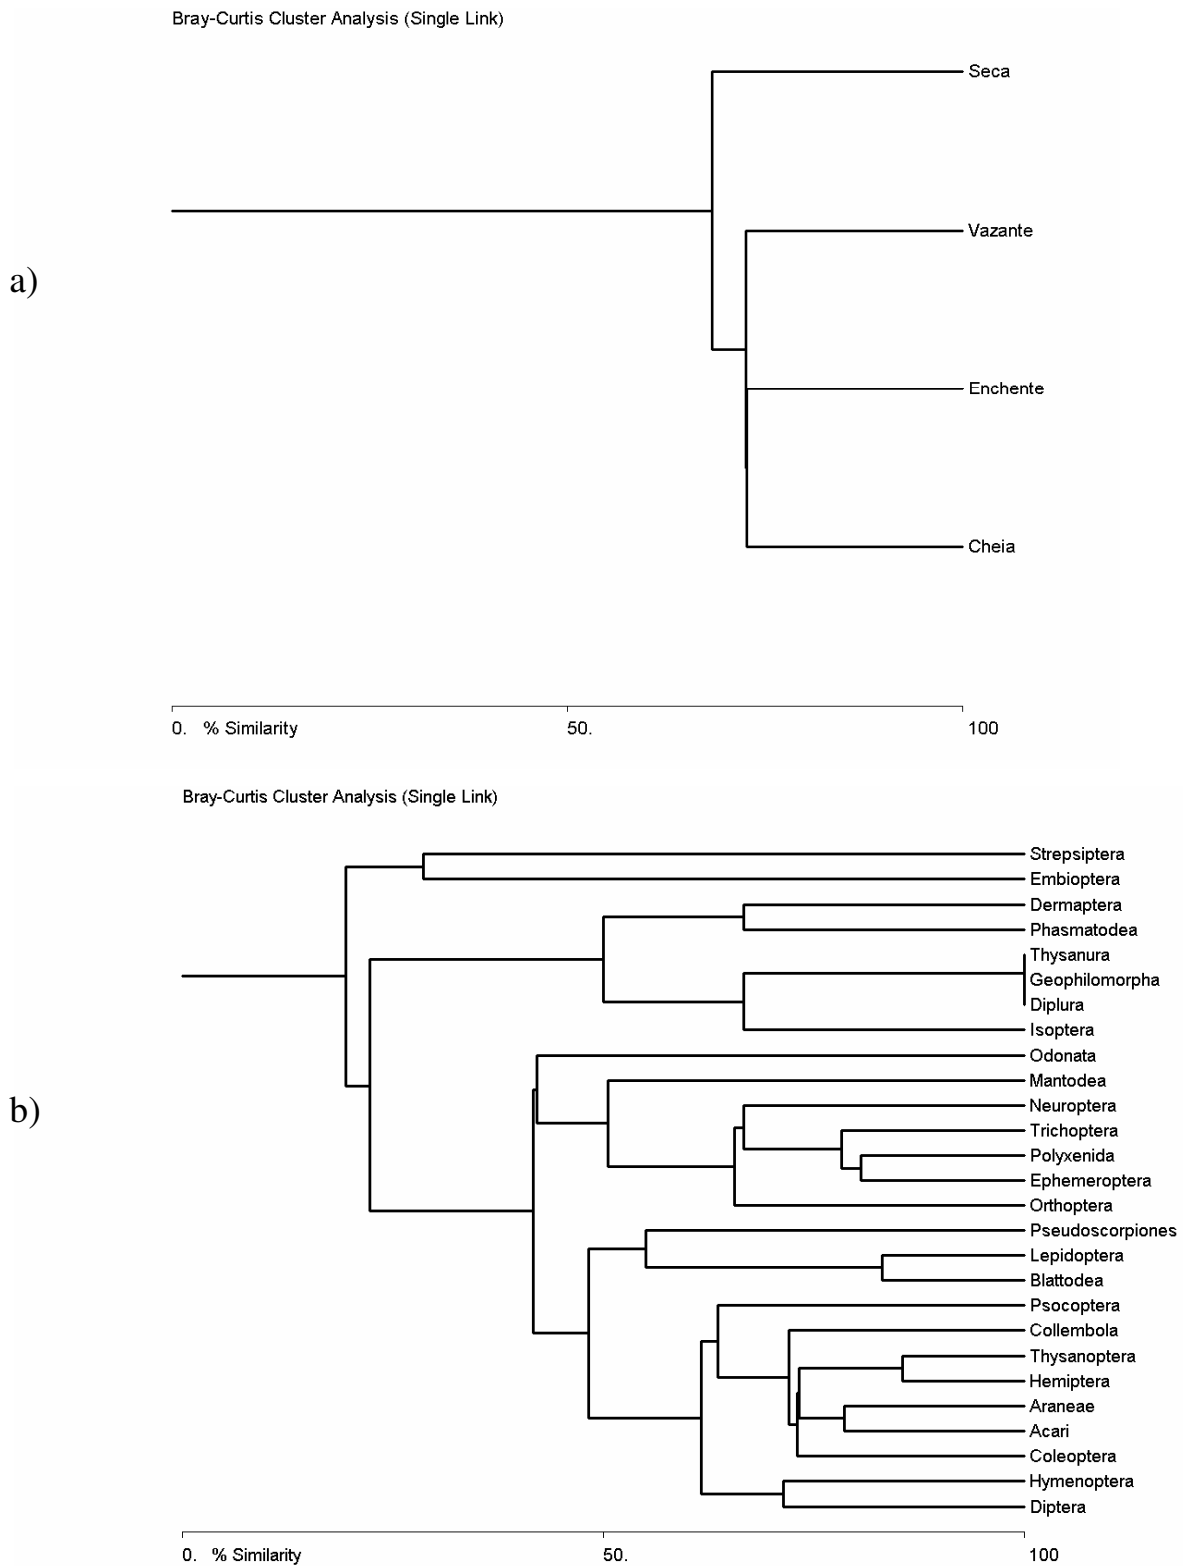 Bray-Curtis Cluster Analysis (Single Link)
Seca
Vazante
a)
Enchente
Cheia
0. % Similarity 50. 100
Bray-Curtis Cluster Analysis (Single Link)
Strepsiptera
Embioptera
Dermaptera
Phasmatodea
Thysanura
Geophilomorpha
Diplura
Isoptera
Odonata
Mantodea
b)
Neuroptera
Trichoptera
Polyxenida
Ephemeroptera
Orthoptera
Pseudoscorpiones
Lepidoptera
Blattodea
Psocoptera
Collembola
Thysanoptera
Hemiptera
Araneae
Acari
Coleoptera
Hymenoptera
Diptera
0. % Similarity 50. 100